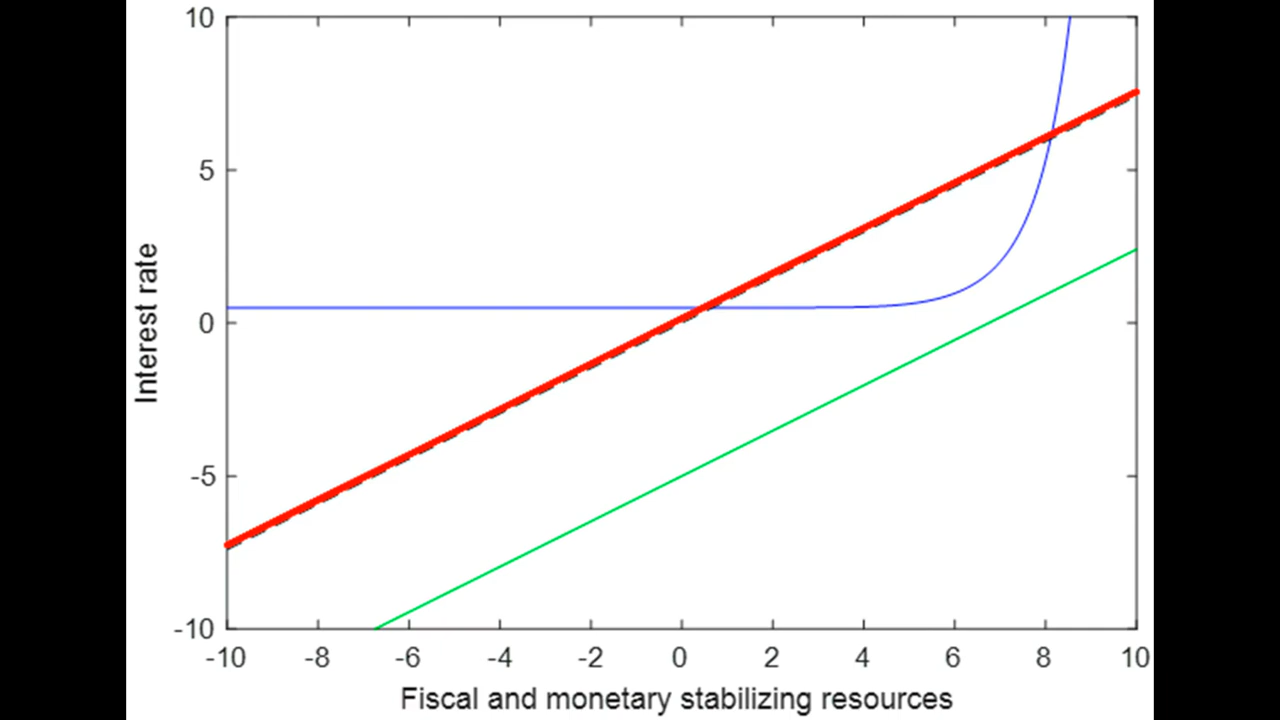 10
5
0
-5
-10
Interest rate
-10 -8 -6 -4 -2 0 2 4 6 8 10
Fiscal and monetary stabilizing resources